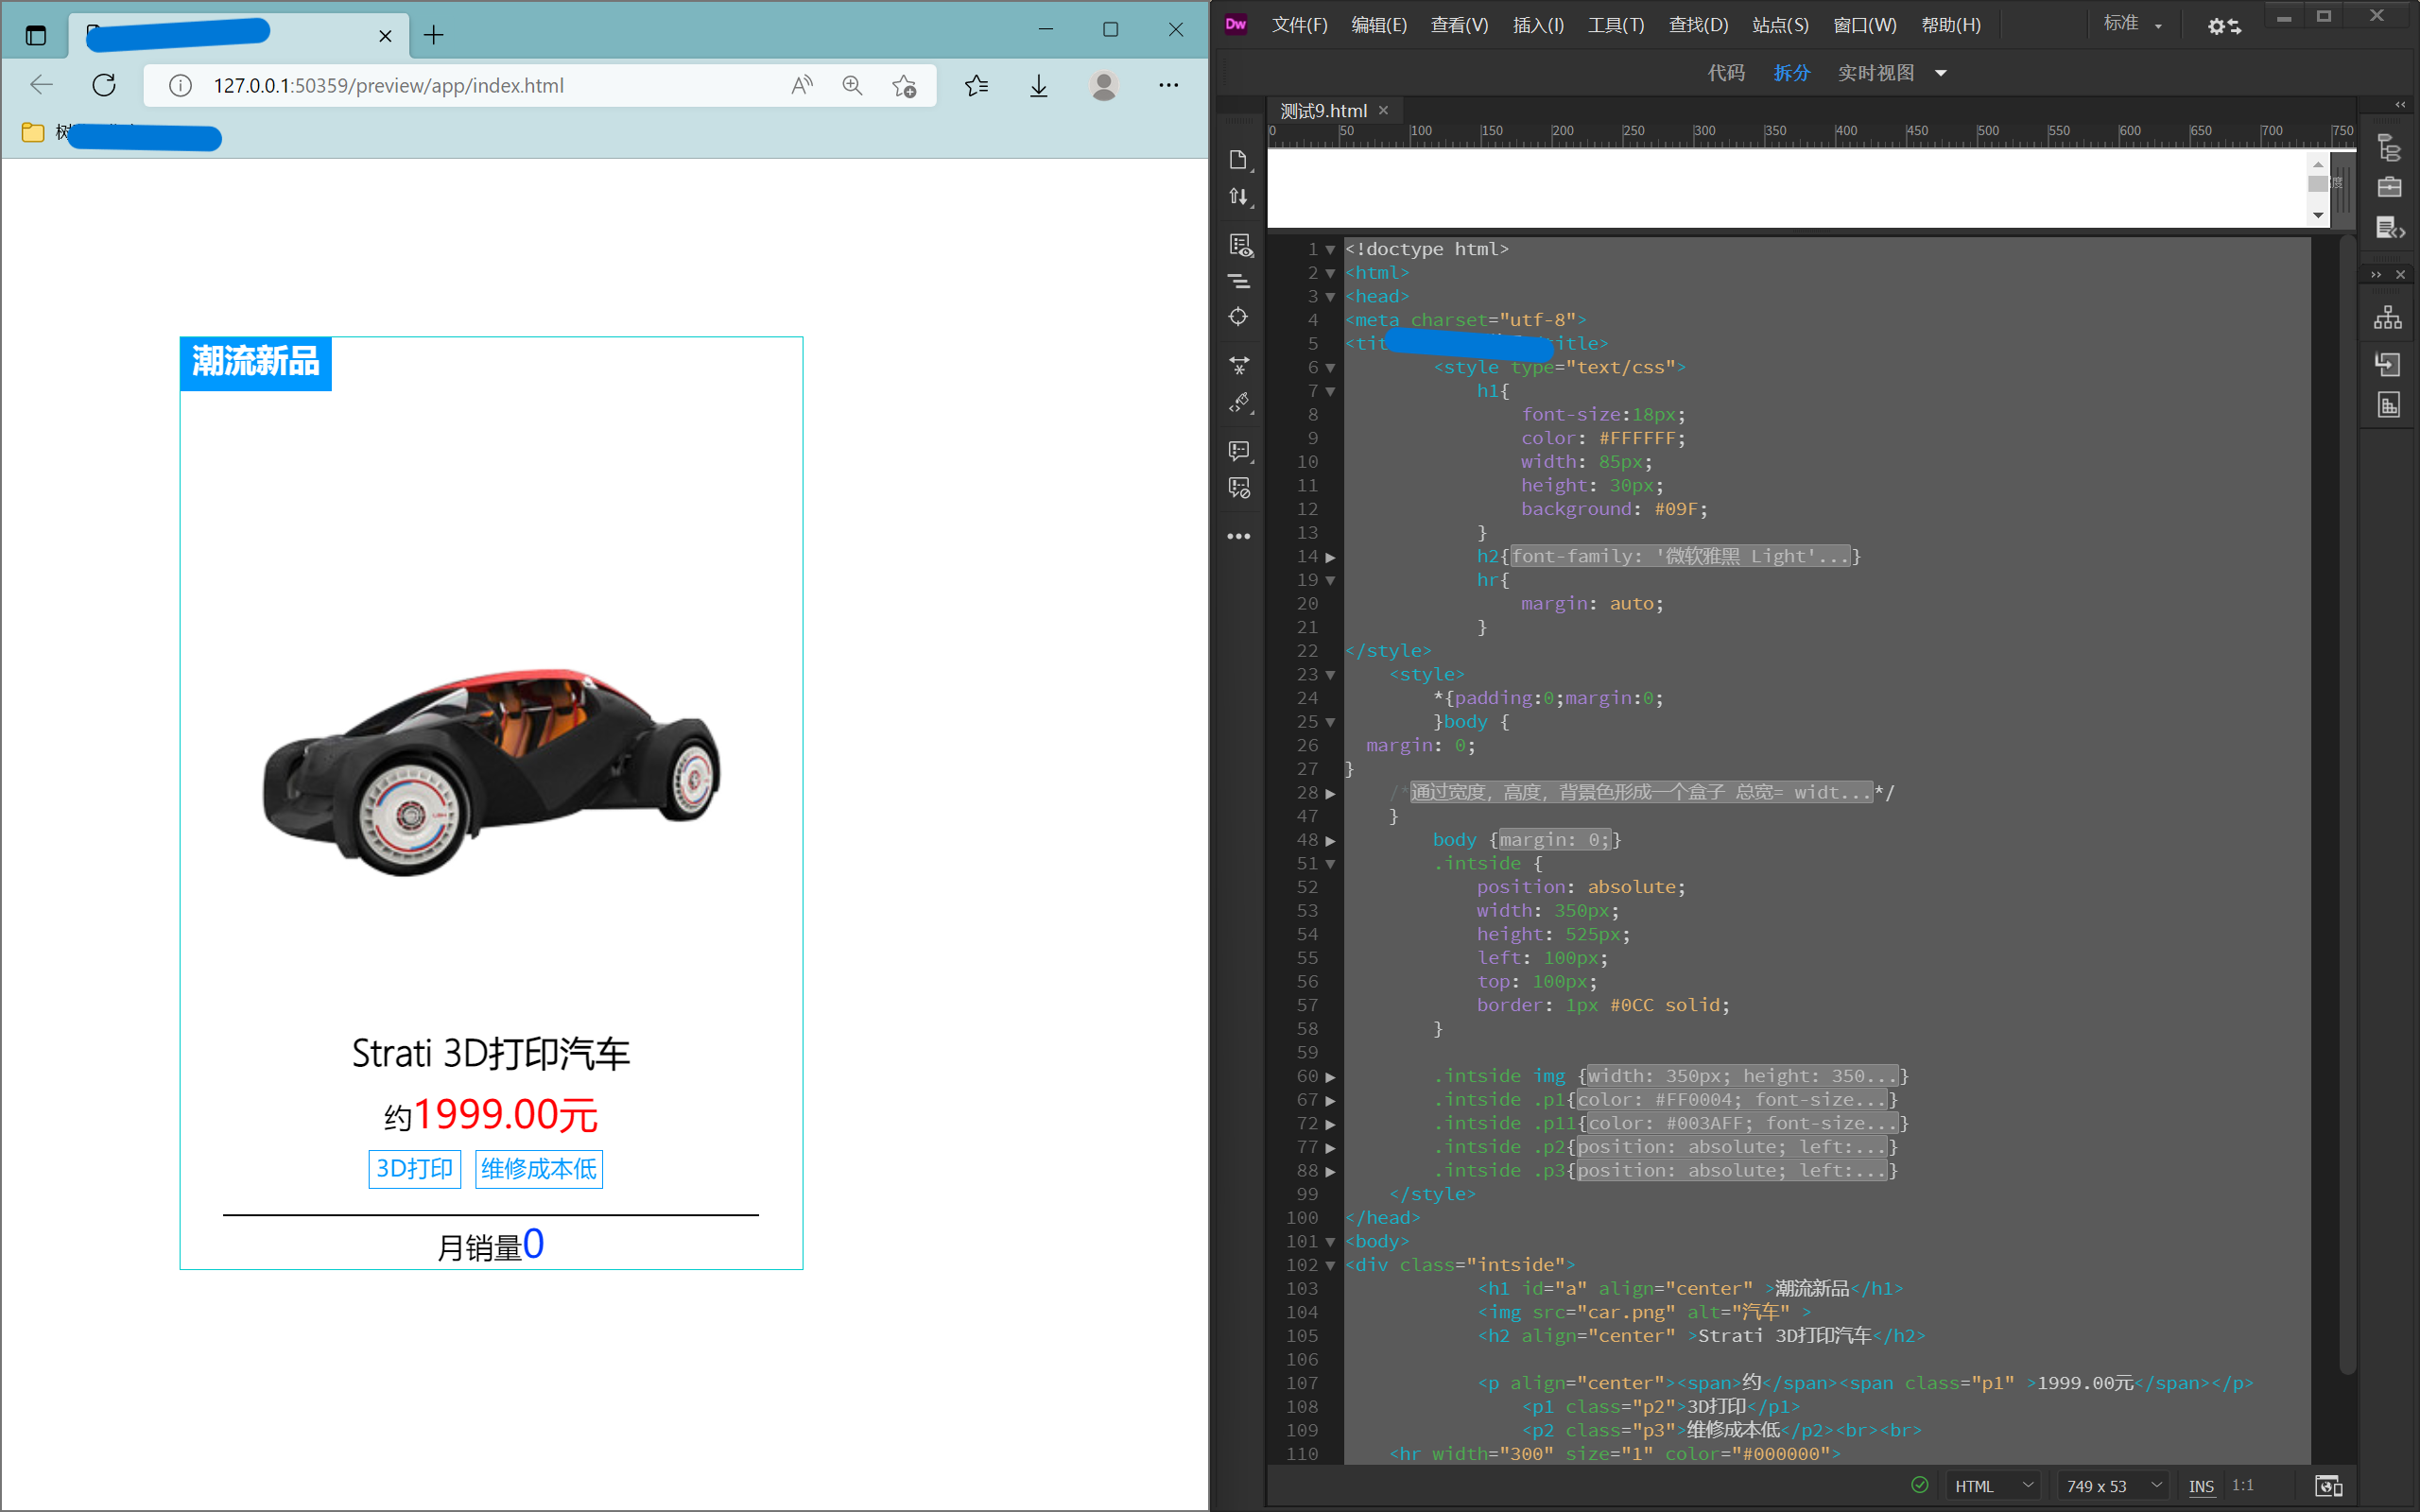 127.0.0.1:50359/preview/app/index.html
树
潮流新品
Strati 3D打印汽车
约1999.00元
3D打印 维修成本低
月销量0
Dw 文件(F) 编辑(E) 查看(V) 插入(I) 工具(T) 查找(D) 站点(S) 窗口(W) 帮助(H) 标准
代码 拆分 实时视图
测试9.html
0 50 100 150 200 250 300 350 400 450 500 550 600 650 700 750
度
1 <!doctype html>
2 <html>
3 <head>
4 <meta charset="utf-8">
5 <tit itle>
6 <style type="text/css">
7 h1{
8 font-size:18px;
9 color: #FFFFFF;
10 width: 85px;
11 height: 30px;
12 background: #09F;
13 }
14 h2{font-family: '微软雅黑 Light'...}
19 hr{
20 margin: auto;
21 }
22 </style>
23 <style>
24 *{padding:0;margin:0;
25 }body {
26 margin: 0;
27 }
28 /*通过宽度，高度，背景色形成一个盒子 总宽= widt...*/
47 }
48 body {margin: 0;}
51 .intside {
52 position: absolute;
53 width: 350px;
54 height: 525px;
55 left: 100px;
56 top: 100px;
57 border: 1px #0CC solid;
58 }
59
60 .intside img {width: 350px; height: 350...}
67 .intside .p1{color: #FF0004; font-size...}
72 .intside .p11{color: #003AFF; font-size...}
77 .intside .p2{position: absolute; left:...}
88 .intside .p3{position: absolute; left:...}
99 </style>
100 </head>
101 <body>
102 <div class="intside">
103 <h1 id="a" align="center" >潮流新品</h1>
104 <img src="car.png" alt="汽车" >
105 <h2 align="center" >Strati 3D打印汽车</h2>
106
107 <p align="center"><span>约</span><span class="p1" >1999.00元</span></p>
108 <p1 class="p2">3D打印</p1>
109 <p2 class="p3">维修成本低</p2><br><br>
110 <hr width="300" size="1" color="#000000">
HTML 749 x 53 INS 1:1